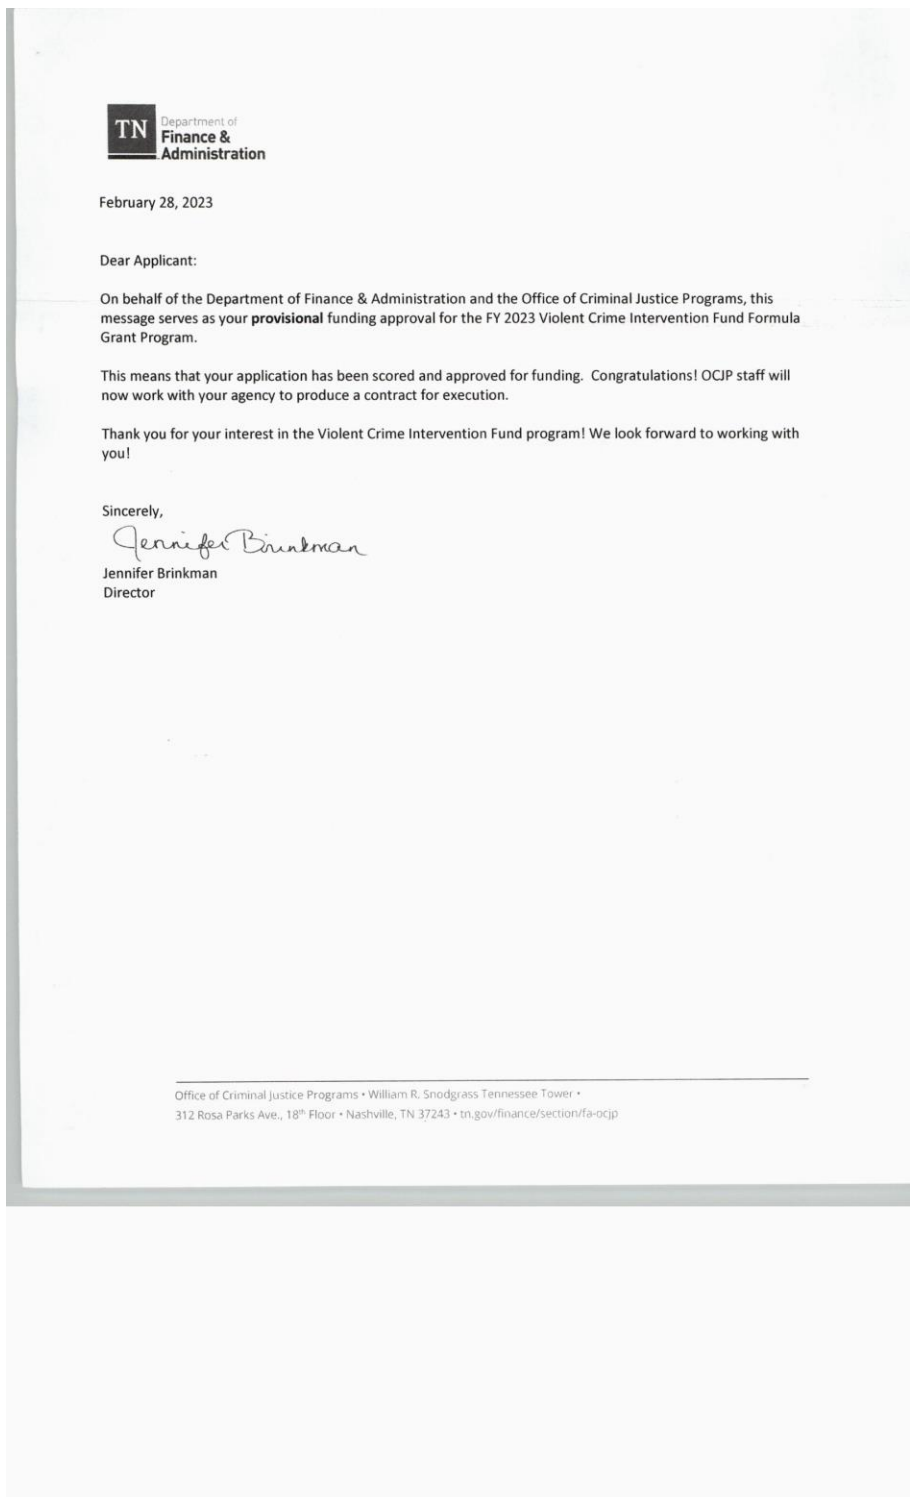 TN
Department of
Finance &
Administration
February 28, 2023
Dear Applicant:
On behalf of the Department of Finance & Administration and the Office of Criminal Justice Programs, this
message serves as your provisional funding approval for the FY 2023 Violent Crime Intervention Fund Formula
Grant Program.
This means that your application has been scored and approved for funding.  Congratulations! OCJP staff will
now work with your agency to produce a contract for execution.
Thank you for your interest in the Violent Crime Intervention Fund program! We look forward to working with
you!
Sincerely,
Jennifer Brinkman
Jennifer Brinkman
Director
Office of Criminal Justice Programs • William R. Snodgrass Tennessee Tower •
312 Rosa Parks Ave., 18th Floor • Nashville, TN 37243 • tn.gov/finance/section/fa-ocjp